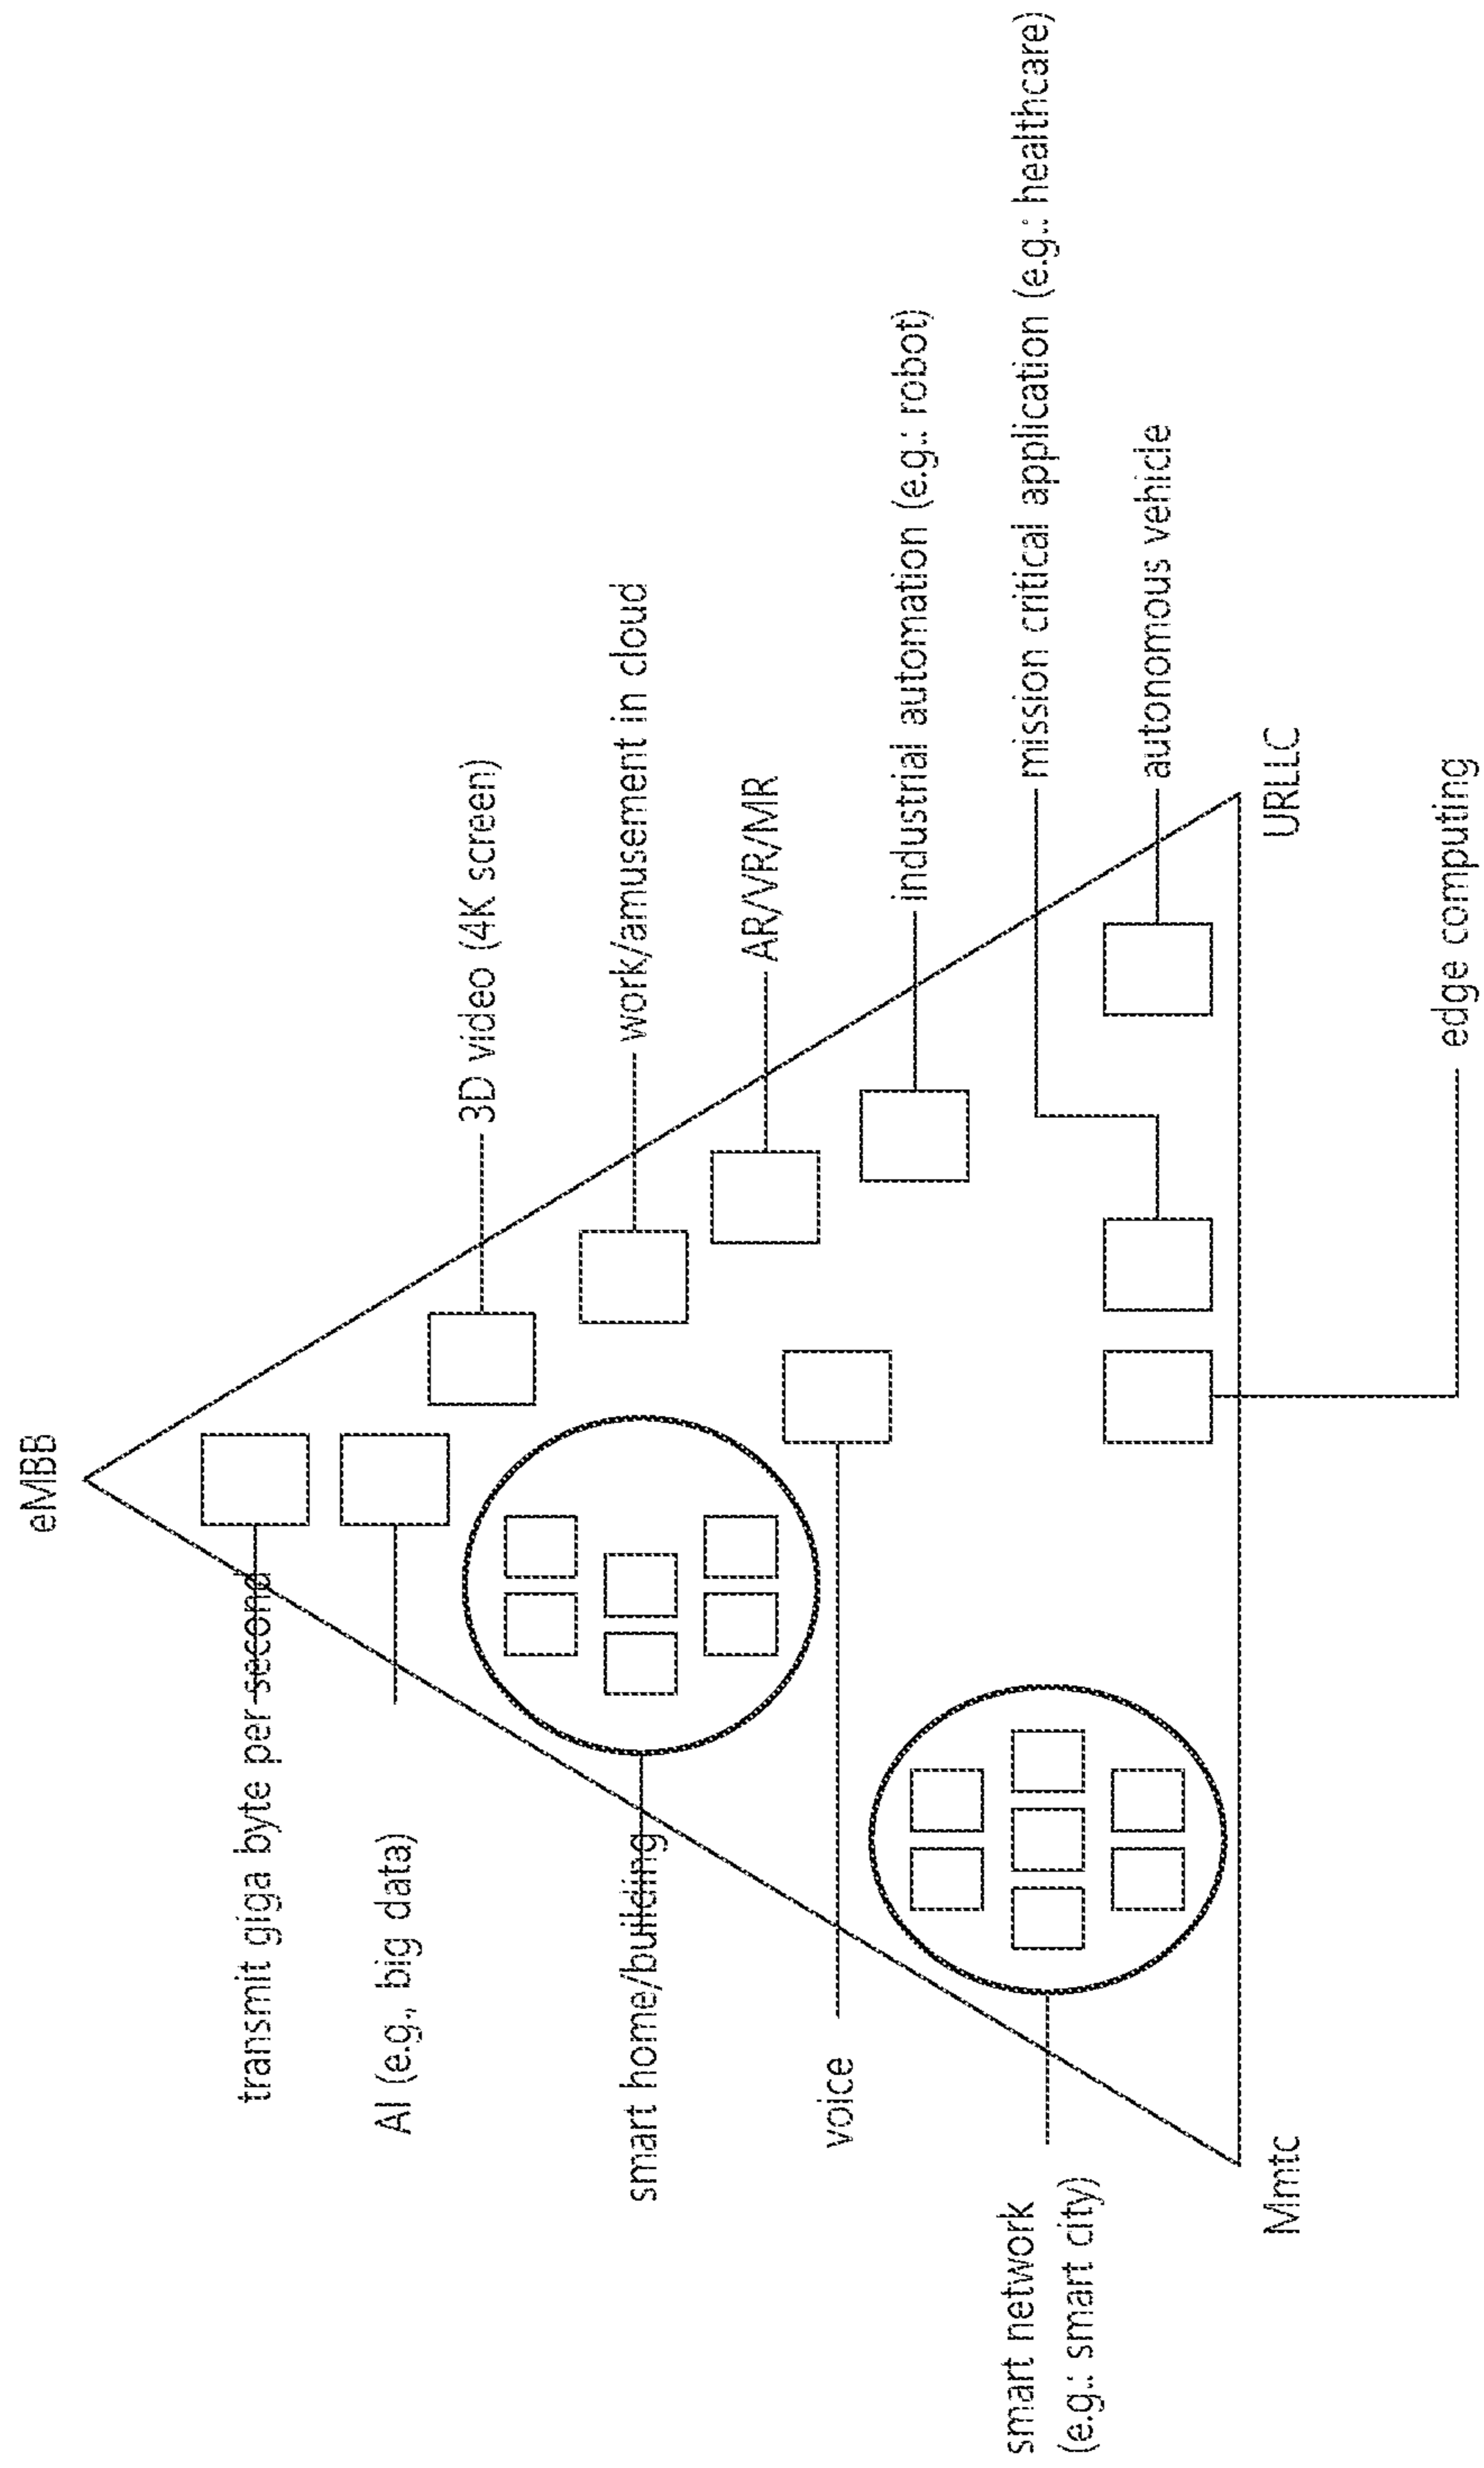 eMBB
transmit giga byte per second
AI (e.g., big data)
3D video (4K screen)
smart home/building
work/amusement in cloud
AR/VR/MR
voice
industrial automation (e.g.: robot)
smart network
(e.g.: smart city)
mission critical application (e.g.: healthcare)
autonomous vehicle
Mmtc
URLLC
edge computing